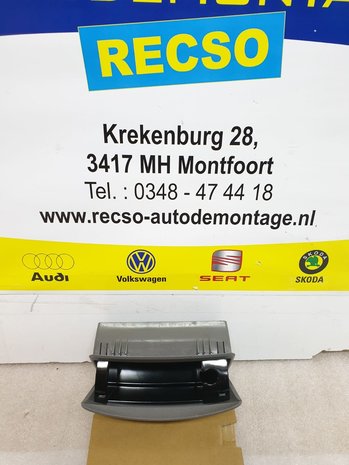 RECSO
Krekenburg 28,
3417 MH Montfoort
Tel. : 0348 - 47 44 18
www.recso-autodemontage.nl
Audi
Volkswagen
SEAT
SKODA